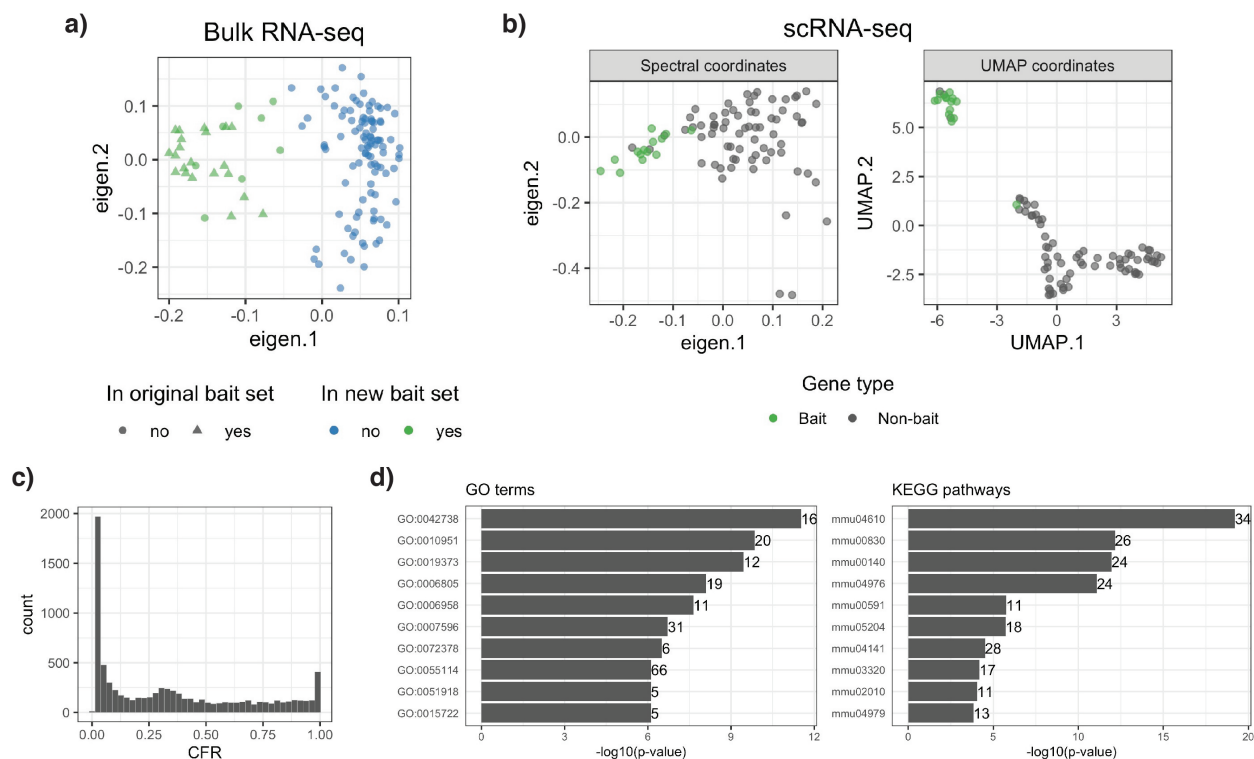 a)
Bulk RNA-seq
eigen.2
0.1
0.0
-0.1
-0.2
-0.2
-0.1
0.0
0.1
eigen.1
In original bait set
no
yes
In new bait set
no
yes
b)
scRNA-seq
Spectral coordinates
eigen.2
0.0
-0.2
-0.4
-0.2
-0.1
0.0
0.1
0.2
eigen.1
UMAP coordinates
UMAP.2
5.0
2.5
0.0
-2.5
-6
-3
0
3
UMAP.1
Gene type
Bait
Non-bait
c)
count
2000
1500
1000
500
0
0.00
0.25
0.50
0.75
1.00
CFR
d)
GO terms
GO:0042738 16
GO:0010951 20
GO:0019373 12
GO:0006805 19
GO:0006958 11
GO:0007596 31
GO:0072378 6
GO:0055114 66
GO:0051918 5
GO:0015722 5
0
3
6
9
12
-log10(p-value)
KEGG pathways
mmu04610 34
mmu00830 26
mmu00140 24
mmu04976 24
mmu00591 11
mmu05204 18
mmu04141 28
mmu03320 17
mmu02010 11
mmu04979 13
0
5
10
15
20
-log10(p-value)